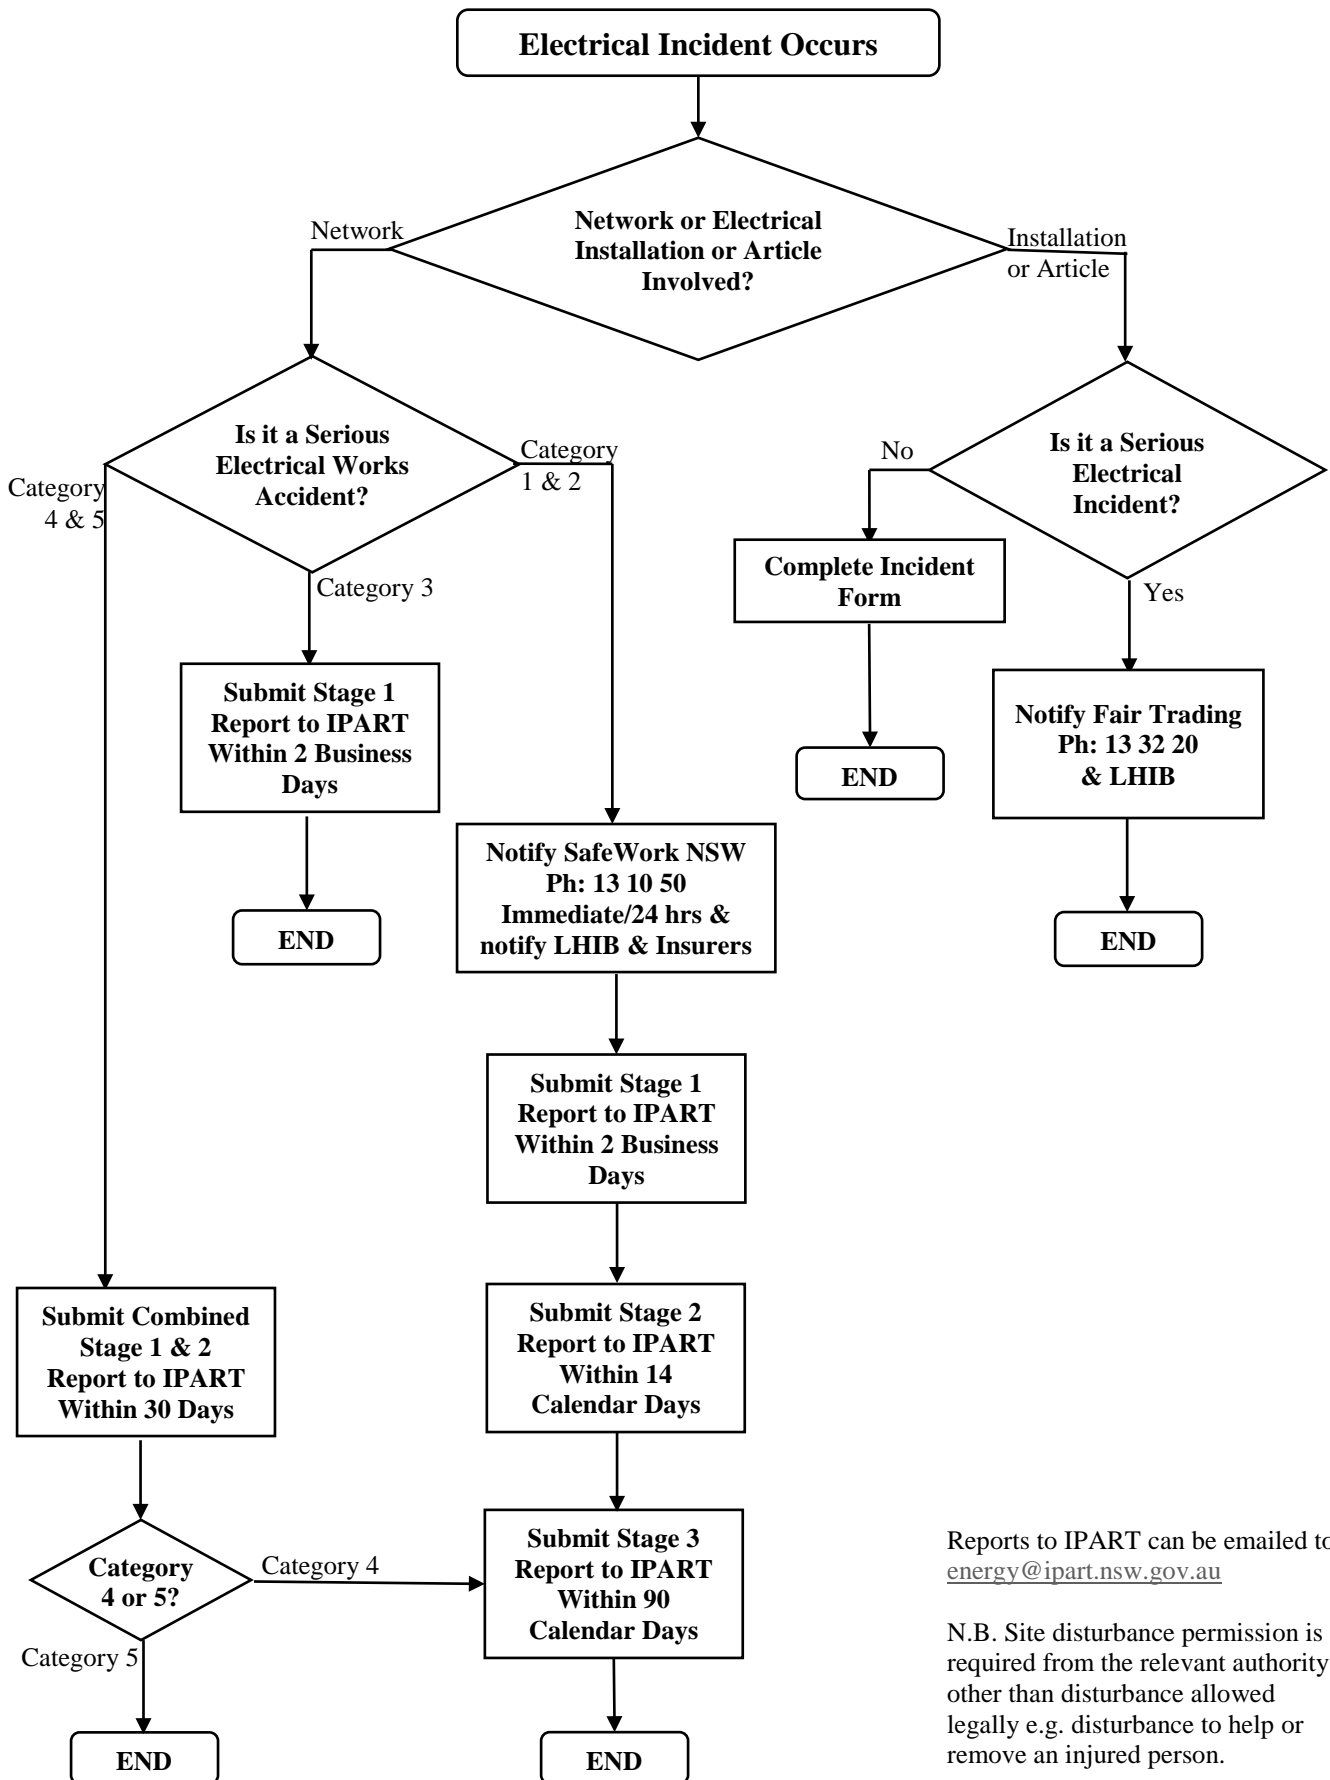 Electrical Incident Occurs
Network or Electrical
Installation or Article
Involved?
Network
Installation
or Article
Is it a Serious
Electrical Works
Accident?
Category
1 & 2
Category
4 & 5
Category 3
Is it a Serious
Electrical
Incident?
No
Yes
Complete Incident
Form
END
Notify Fair Trading
Ph: 13 32 20
& LHIB
END
Submit Stage 1
Report to IPART
Within 2 Business
Days
END
Notify SafeWork NSW
Ph: 13 10 50
Immediate/24 hrs &
notify LHIB & Insurers
Submit Stage 1
Report to IPART
Within 2 Business
Days
Submit Combined
Stage 1 & 2
Report to IPART
Within 30 Days
Submit Stage 2
Report to IPART
Within 14
Calendar Days
Category
4 or 5?
Category 4
Category 5
Submit Stage 3
Report to IPART
Within 90
Calendar Days
END
END
Reports to IPART can be emailed to
energy@ipart.nsw.gov.au
N.B. Site disturbance permission is
required from the relevant authority
other than disturbance allowed
legally e.g. disturbance to help or
remove an injured person.